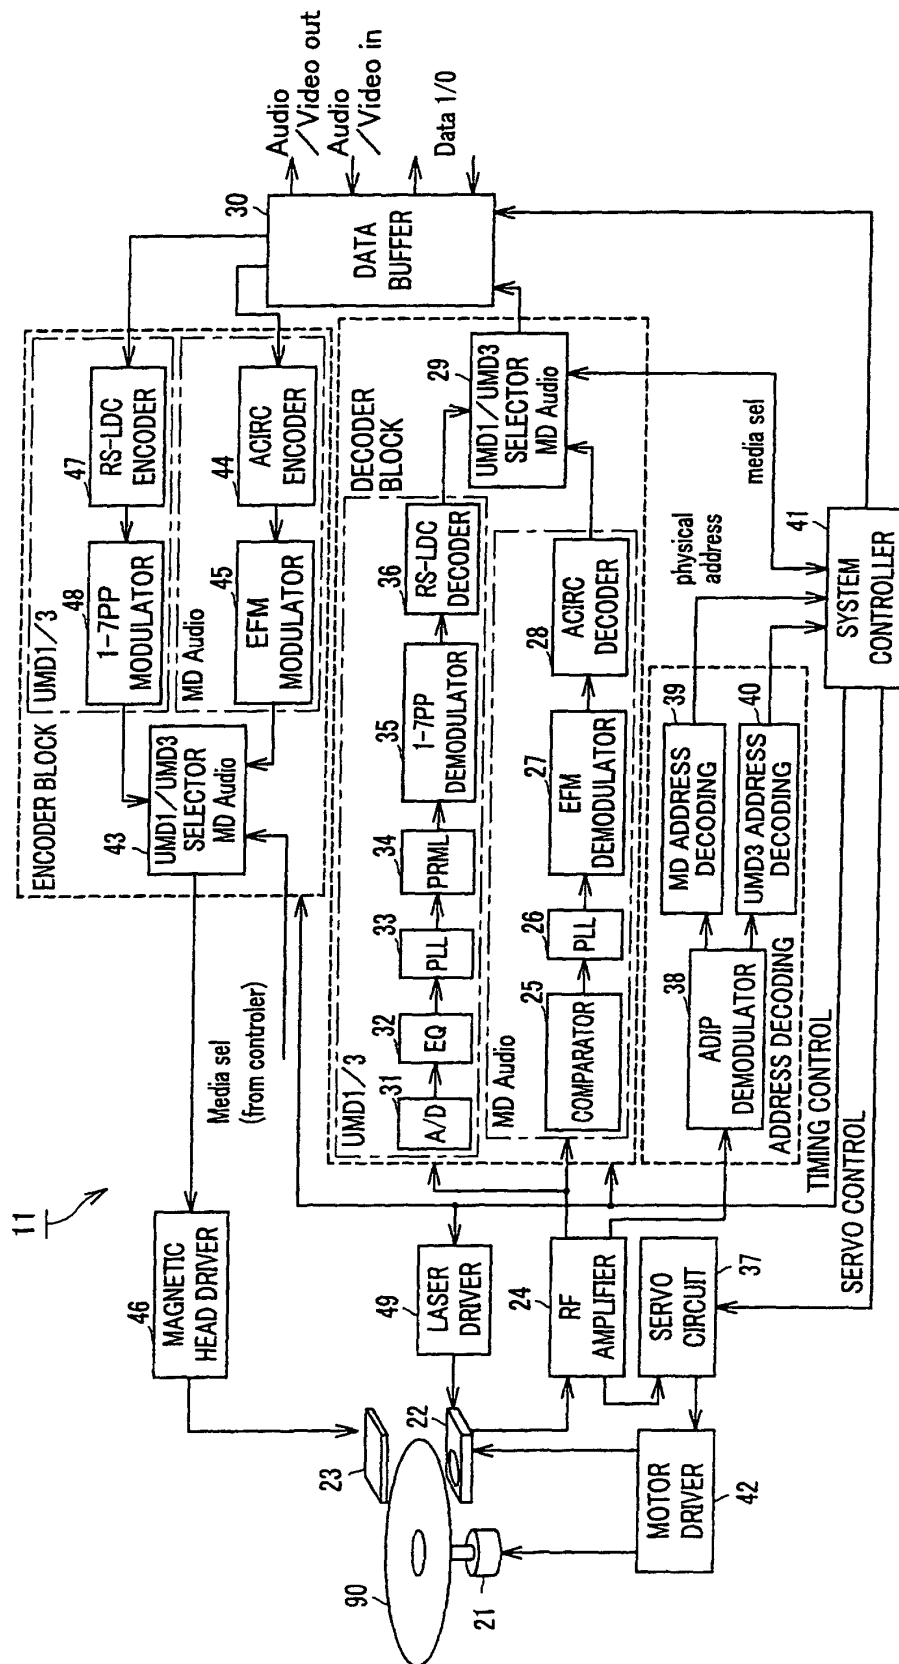 11
ENCODER BLOCK
UMD1/3
47
RS-LDC
ENCODER
48
1-7PP
MODULATOR
MD Audio
44
ACIRC
ENCODER
45
EFM
MODULATOR
43
UMD1/UMD3
SELECTOR
MD Audio
30
DATA
BUFFER
Audio
/Video out
Audio
/Video in
Data 1/0
46
MAGNETIC
HEAD DRIVER
Media sel
(from controler)
DECODER
BLOCK
UMD1/3
31
A/D
32
EQ
33
PLL
34
PRML
35
1-7PP
DEMODULATOR
36
RS-LDC
DECODER
29
UMD1/UMD3
SELECTOR
MD Audio
MD Audio
25
COMPARATOR
26
PLL
27
EFM
DEMODULATOR
28
ACIRC
DECODER
media sel
physical
address
49
LASER
DRIVER
24
RF
AMPLIFIER
37
SERVO
CIRCUIT
38
ADIP
DEMODULATOR
39
MD ADDRESS
DECODING
40
UMD3 ADDRESS
DECODING
ADDRESS DECODING
41
SYSTEM
CONTROLLER
TIMING CONTROL
SERVO CONTROL
23
22
90
21
MOTOR
DRIVER
42